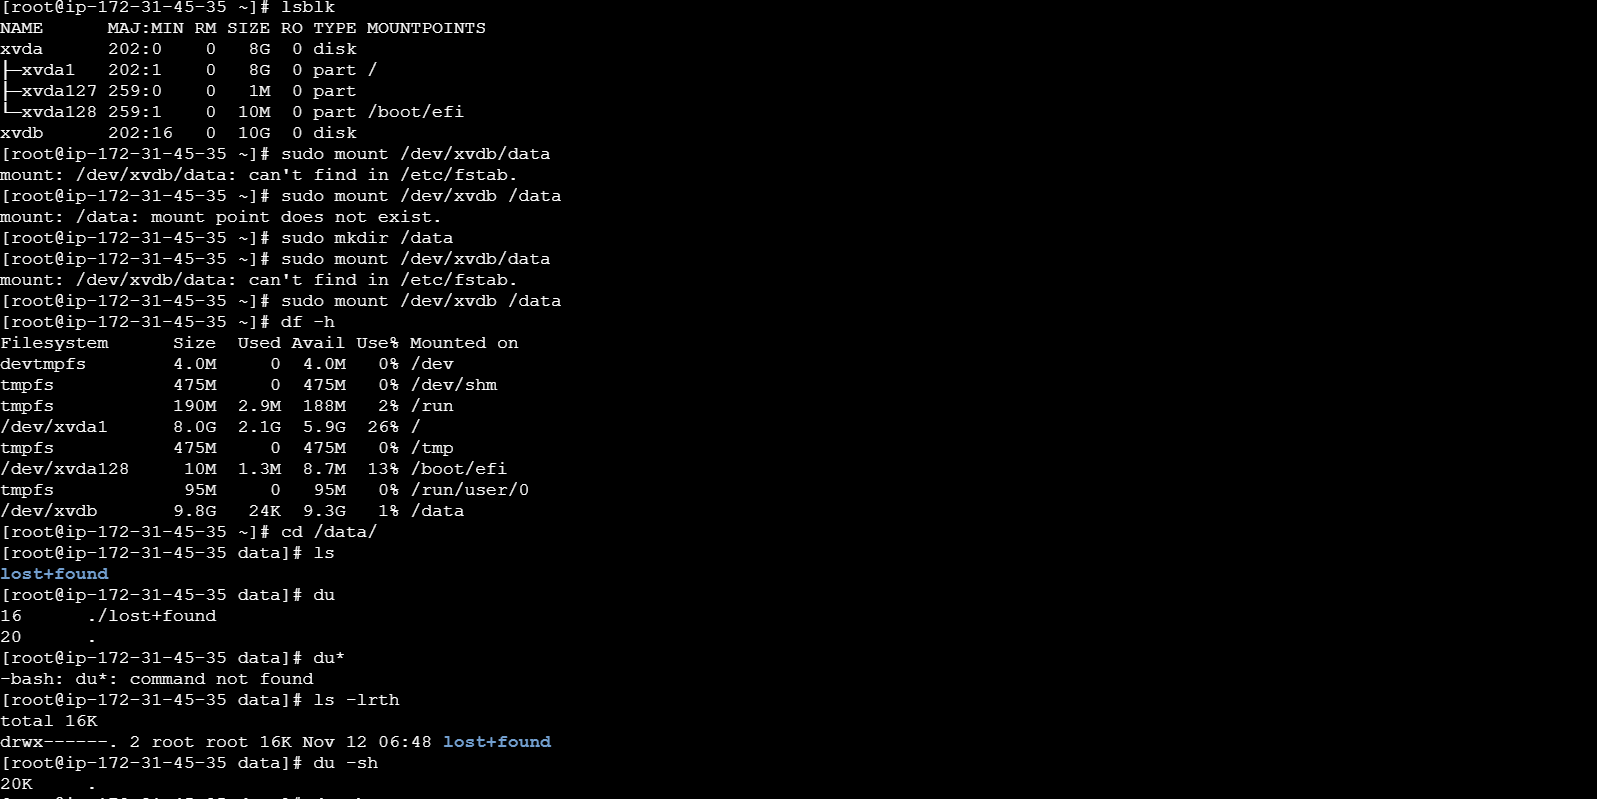 [root@ip-172-31-45-35 ~]# lsblk
NAME      MAJ:MIN RM SIZE RO TYPE MOUNTPOINTS
xvda      202:0    0   8G  0 disk
├─xvda1   202:1    0   8G  0 part /
├─xvda127 259:0    0   1M  0 part
└─xvda128 259:1    0  10M  0 part /boot/efi
xvdb      202:16   0  10G  0 disk
[root@ip-172-31-45-35 ~]# sudo mount /dev/xvdb/data
mount: /dev/xvdb/data: can't find in /etc/fstab.
[root@ip-172-31-45-35 ~]# sudo mount /dev/xvdb /data
mount: /data: mount point does not exist.
[root@ip-172-31-45-35 ~]# sudo mkdir /data
[root@ip-172-31-45-35 ~]# sudo mount /dev/xvdb/data
mount: /dev/xvdb/data: can't find in /etc/fstab.
[root@ip-172-31-45-35 ~]# sudo mount /dev/xvdb /data
[root@ip-172-31-45-35 ~]# df -h
Filesystem      Size  Used Avail Use% Mounted on
devtmpfs        4.0M     0  4.0M   0% /dev
tmpfs           475M     0  475M   0% /dev/shm
tmpfs           190M  2.9M  188M   2% /run
/dev/xvda1      8.0G  2.1G  5.9G  26% /
tmpfs           475M     0  475M   0% /tmp
/dev/xvda128     10M  1.3M  8.7M  13% /boot/efi
tmpfs            95M     0   95M   0% /run/user/0
/dev/xvdb       9.8G   24K  9.3G   1% /data
[root@ip-172-31-45-35 ~]# cd /data/
[root@ip-172-31-45-35 data]# ls
lost+found
[root@ip-172-31-45-35 data]# du
16      ./lost+found
20      .
[root@ip-172-31-45-35 data]# du*
-bash: du*: command not found
[root@ip-172-31-45-35 data]# ls -lrth
total 16K
drwx------. 2 root root 16K Nov 12 06:48 lost+found
[root@ip-172-31-45-35 data]# du -sh
20K     .